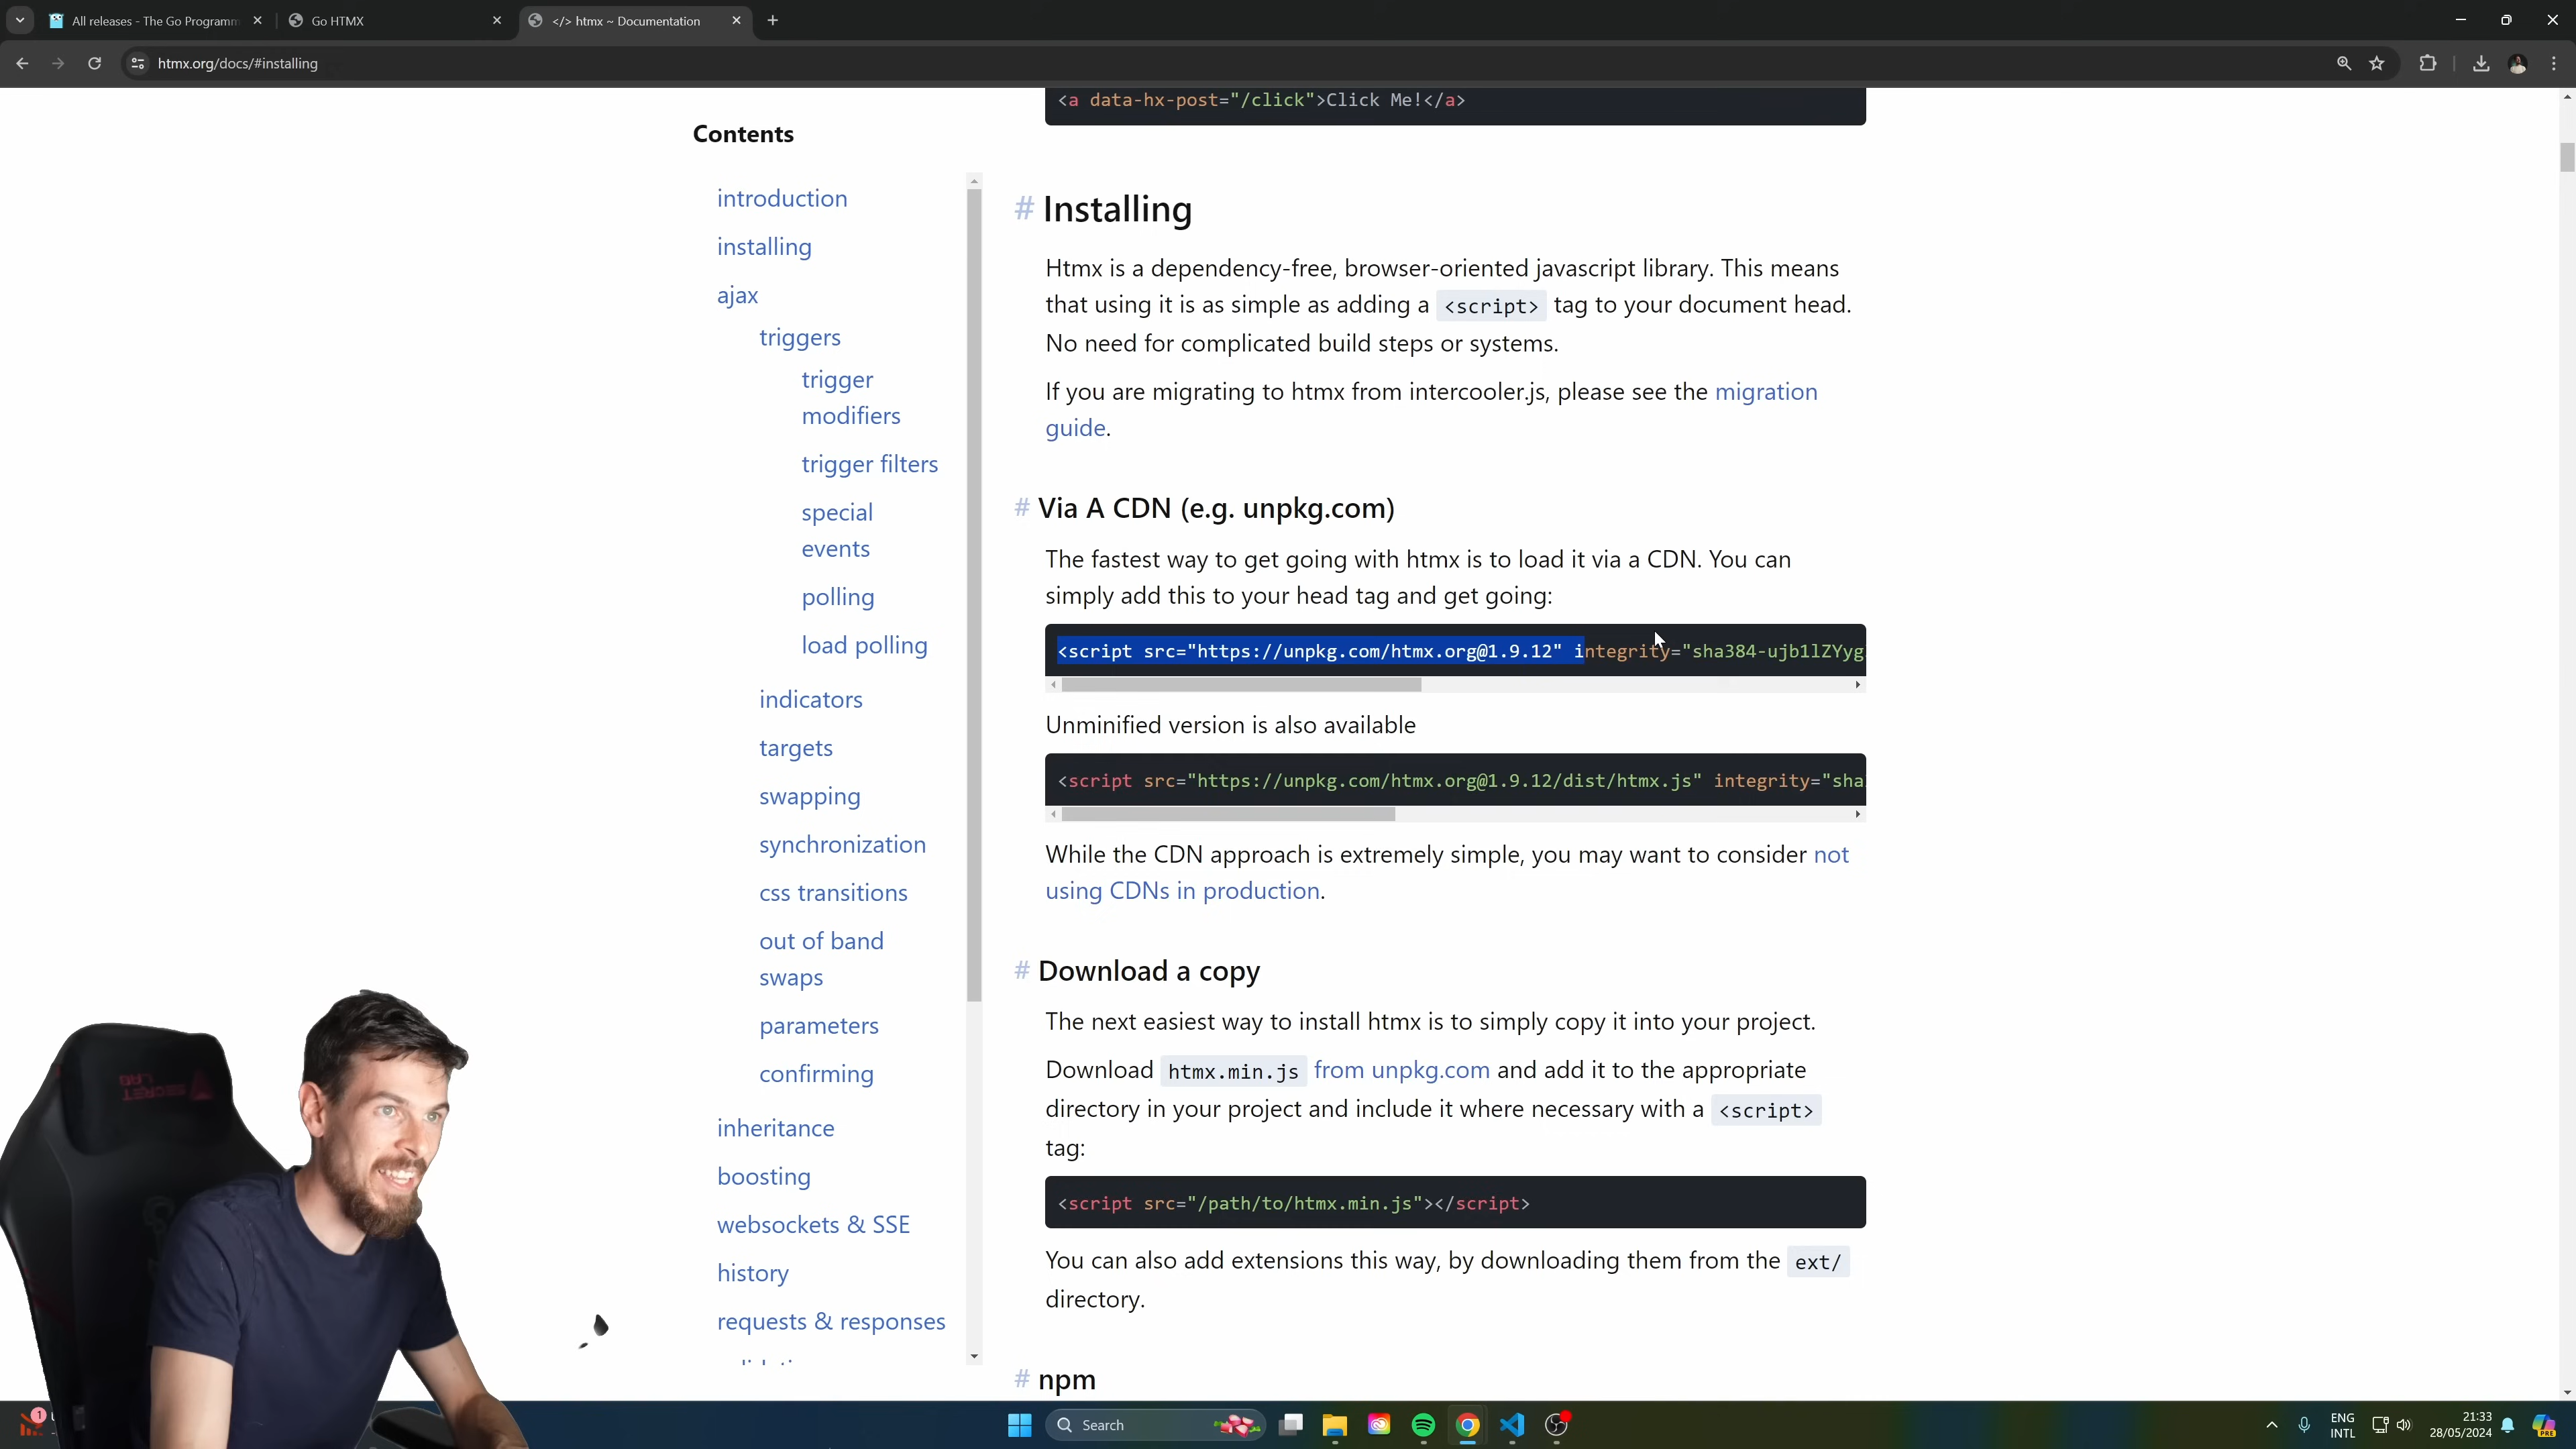 All releases - The Go Programm
Go HTMX
</> htmx ~ Documentation
htmx.org/docs/#installing
Contents
introduction
installing
ajax
triggers
trigger
modifiers
trigger filters
special
events
polling
load polling
indicators
targets
swapping
synchronization
css transitions
out of band
swaps
parameters
confirming
inheritance
boosting
websockets & SSE
history
requests & responses
<a data-hx-post="/click">Click Me!</a>
# Installing
Htmx is a dependency-free, browser-oriented javascript library. This means
that using it is as simple as adding a <script> tag to your document head.
No need for complicated build steps or systems.
If you are migrating to htmx from intercooler.js, please see the migration
guide.
# Via A CDN (e.g. unpkg.com)
The fastest way to get going with htmx is to load it via a CDN. You can
simply add this to your head tag and get going:
<script src="https://unpkg.com/htmx.org@1.9.12" integrity="sha384-ujb1lZYyg
Unminified version is also available
<script src="https://unpkg.com/htmx.org@1.9.12/dist/htmx.js" integrity="sha
While the CDN approach is extremely simple, you may want to consider not
using CDNs in production.
# Download a copy
The next easiest way to install htmx is to simply copy it into your project.
Download htmx.min.js from unpkg.com and add it to the appropriate
directory in your project and include it where necessary with a <script>
tag:
<script src="/path/to/htmx.min.js"></script>
You can also add extensions this way, by downloading them from the ext/
directory.
# npm
1
Search
ENG
INTL
21:33
28/05/2024
PRE